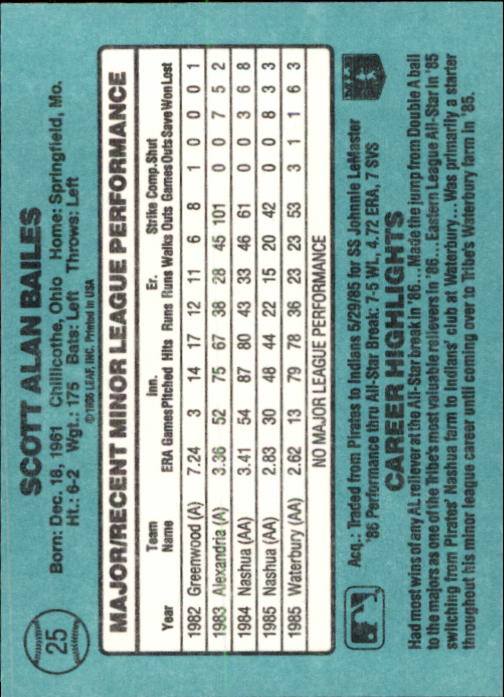 25
SCOTT ALAN BAILES
Born: Dec. 18, 1961 Chillicothe, Ohio Home: Springfield, Mo.
Ht.: 6-2 Wgt.: 175 Bats: Left Throws: Left
©1986 LEAF, INC. Printed in USA
MAJOR/RECENT MINOR LEAGUE PERFORMANCE
Team Inn. Er. Strike Comp. Shut
Year Name ERA Games Pitched Hits Runs Runs Walks Outs Games Outs Save Won Lost
1982 Greenwood (A) 7.24 3 14 17 12 11 6 8 1 0 0 0 1
1983 Alexandria (A) 3.36 52 75 67 38 28 45 101 0 0 7 5 2
1984 Nashua (AA) 3.41 54 87 80 43 33 46 61 0 0 3 6 8
1985 Nashua (AA) 2.83 30 48 44 22 15 20 42 0 0 8 3 3
1985 Waterbury (AA) 2.62 13 79 78 36 23 23 53 3 1 1 6 3
NO MAJOR LEAGUE PERFORMANCE
Acq.: Traded from Pirates to Indians 5/29/85 for SS Johnnie LeMaster
'86 Performance thru All-Star Break: 7-5 WL, 4.72 ERA, 7 SVS
CAREER HIGHLIGHTS
Had most wins of any AL reliever at the All-Star break in '86... Made the jump from Double A ball
to the majors as one of the Tribe's most valuable relievers in '86... Eastern League All-Star in '85
switching from Pirates' Nashua farm to Indians' club at Waterbury... Was primarily a starter
throughout his minor league career until coming over to Tribe's Waterbury farm in '85.